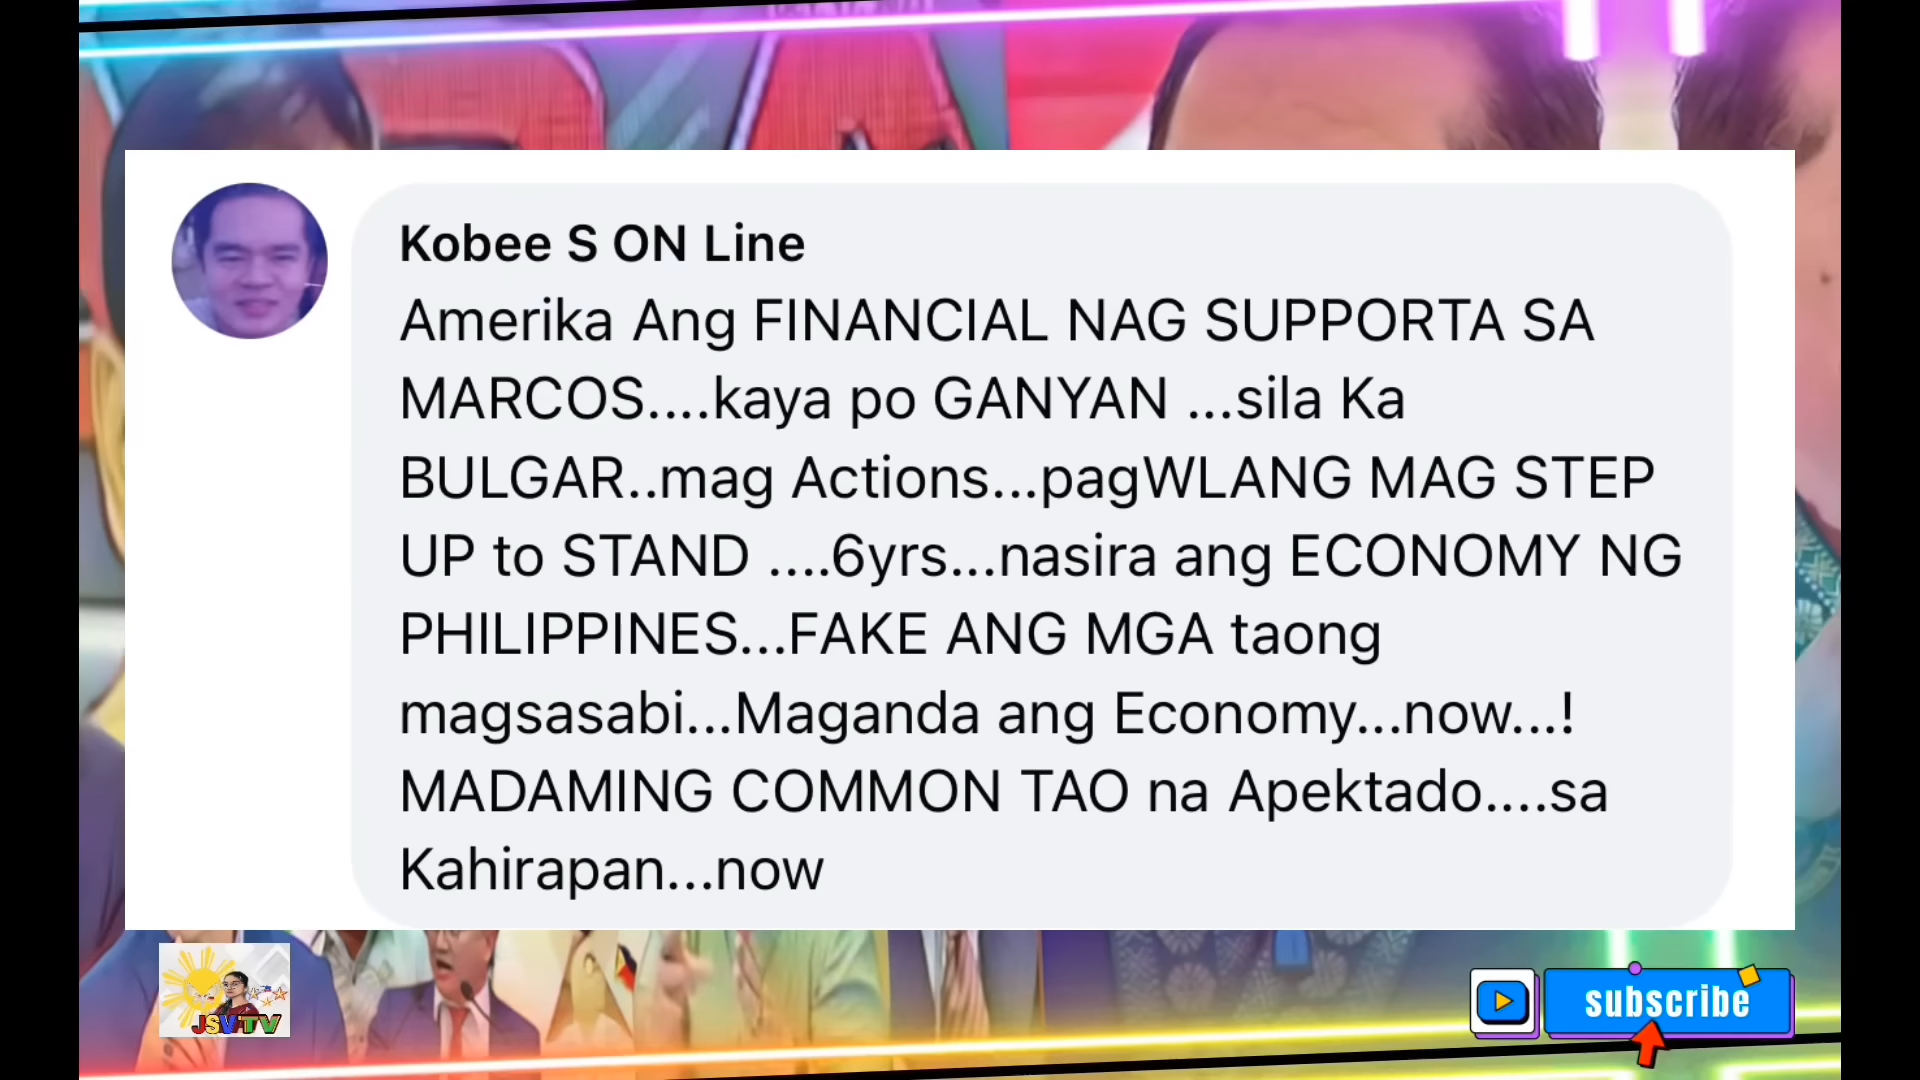 Kobee S ON Line
Amerika Ang FINANCIAL NAG SUPPORTA SA
MARCOS....kaya po GANYAN ...sila Ka
BULGAR..mag Actions...pagWLANG MAG STEP
UP to STAND ....6yrs...nasira ang ECONOMY NG
PHILIPPINES...FAKE ANG MGA taong
magsasabi...Maganda ang Economy...now...!
MADAMING COMMON TAO na Apektado....sa
Kahirapan...now
JSV TV
subscribe